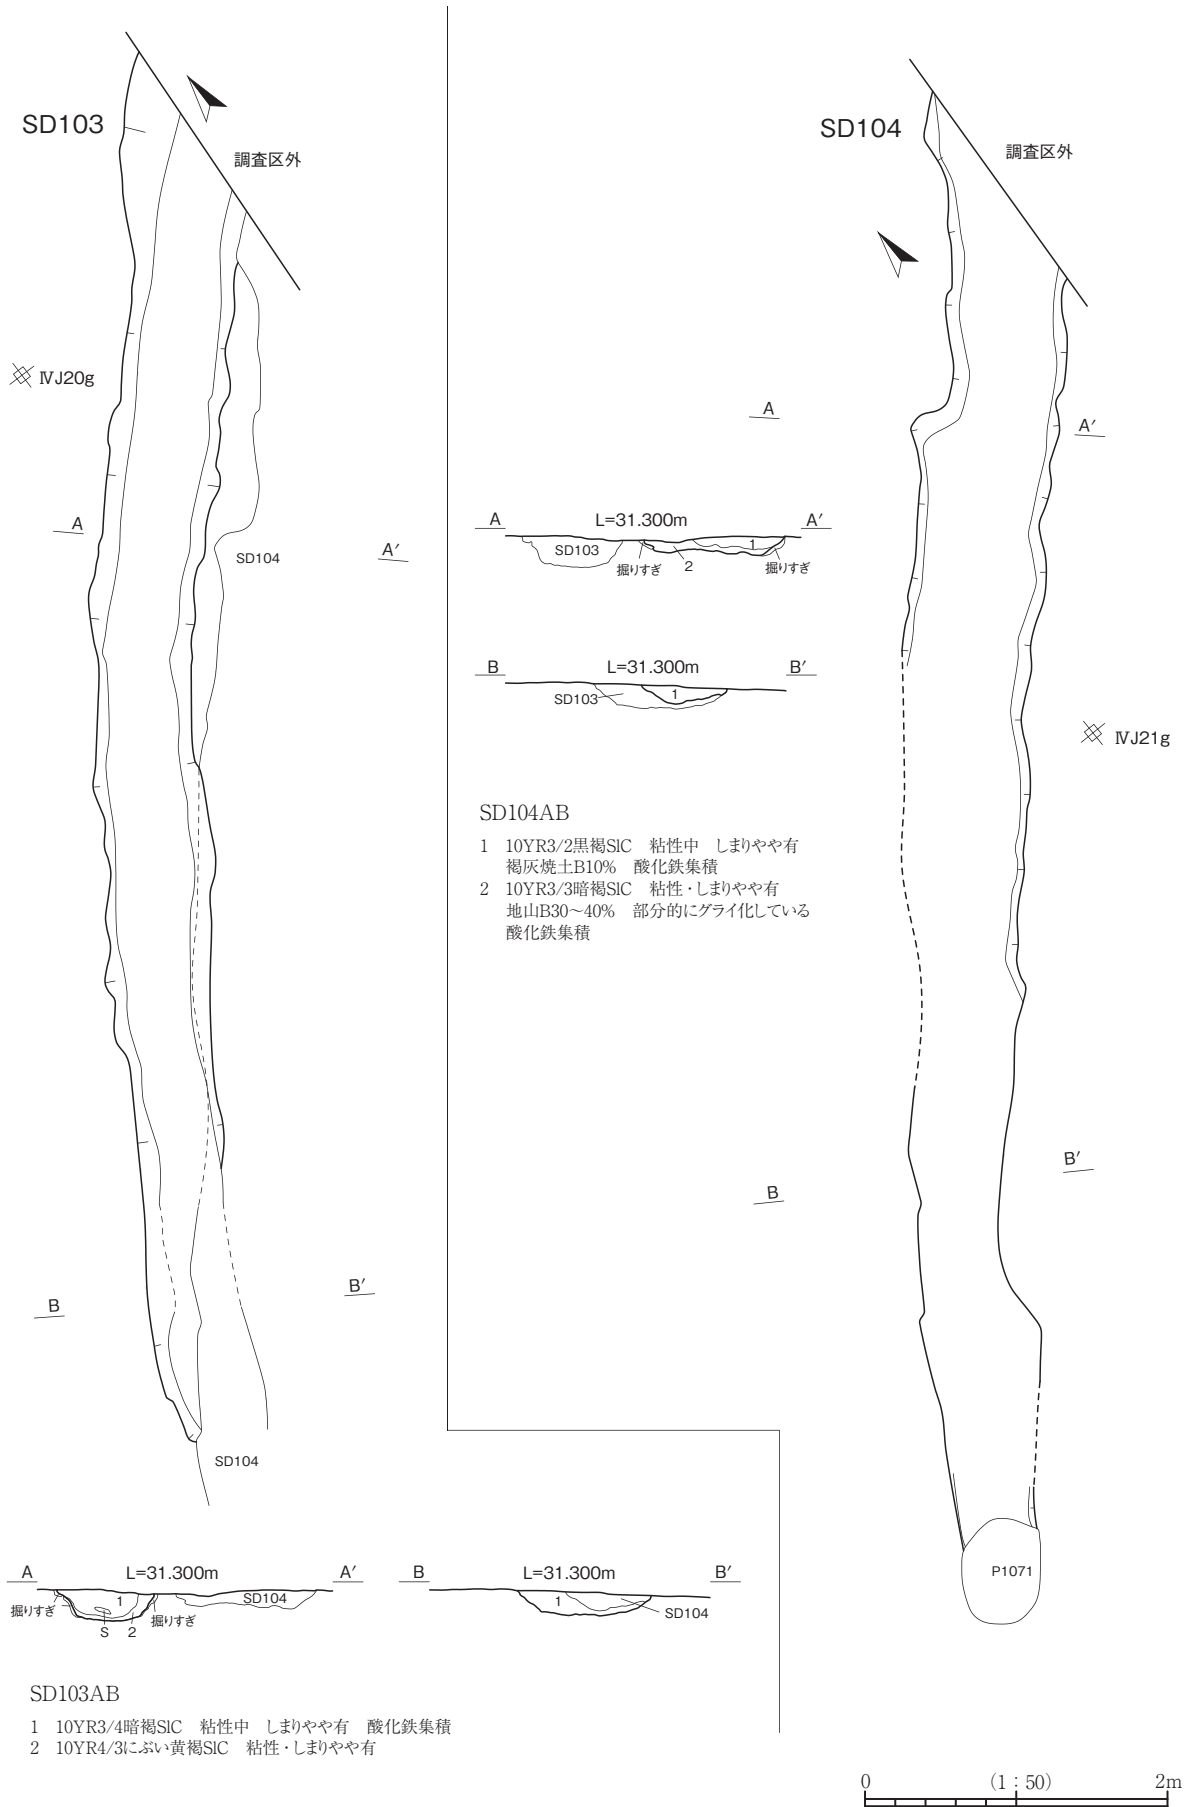 SD103
調査区外
ⅣJ20g
A
A′
SD104
B
B′
SD104
A L=31.300m A′
掘りすぎ 1 掘りすぎ SD104
S 2
B L=31.300m B′
1 SD104
SD103AB
1 10YR3/4暗褐SlC 粘性中 しまりやや有 酸化鉄集積
2 10YR4/3にぶい黄褐SlC 粘性・しまりやや有
SD104
調査区外
A
A′
A L=31.300m A′
SD103 1
掘りすぎ 2 掘りすぎ
B L=31.300m B′
SD103 1
ⅣJ21g
SD104AB
1 10YR3/2黒褐SlC 粘性中 しまりやや有
褐灰焼土B10% 酸化鉄集積
2 10YR3/3暗褐SlC 粘性・しまりやや有
地山B30～40% 部分的にグライ化している
酸化鉄集積
B
B′
P1071
0 (1：50) 2m